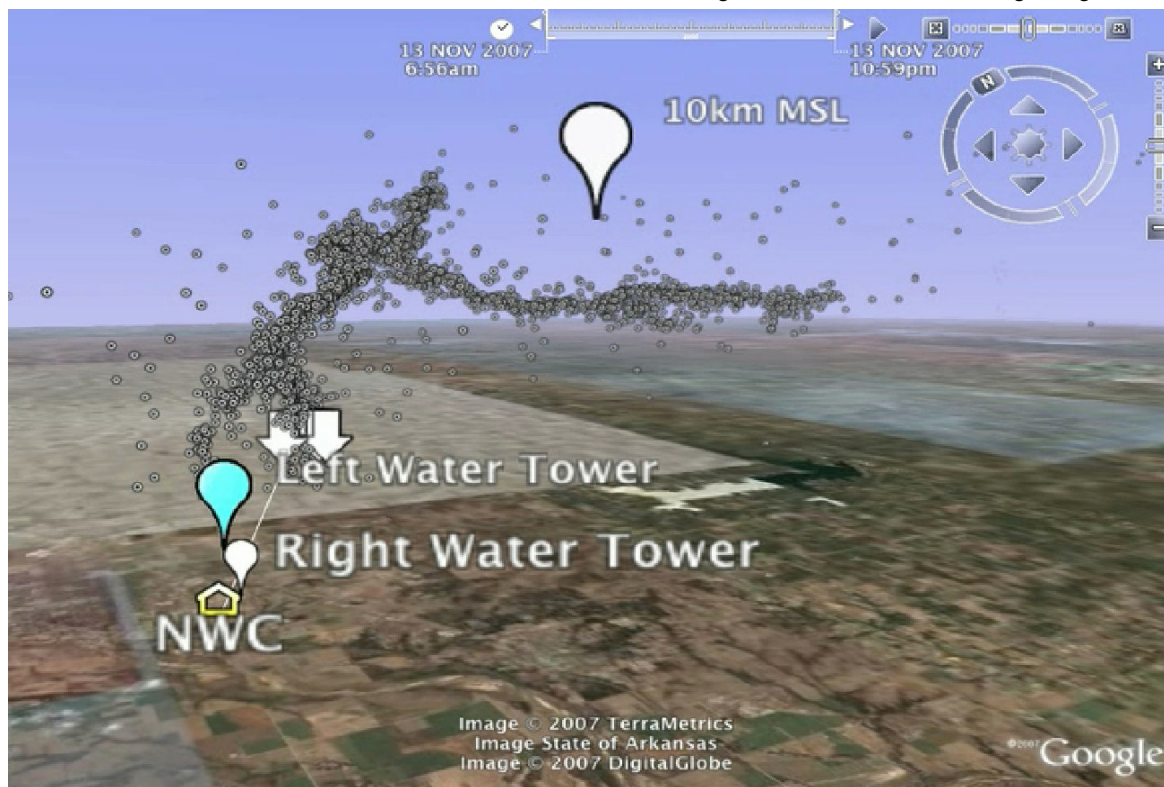 13 NOV 2007
6:56am
13 NOV 2007
10:59pm
N
10km MSL
Left Water Tower
Right Water Tower
NWC
Image © 2007 TerraMetrics
Image State of Arkansas
Image © 2007 DigitalGlobe
©2007 Google